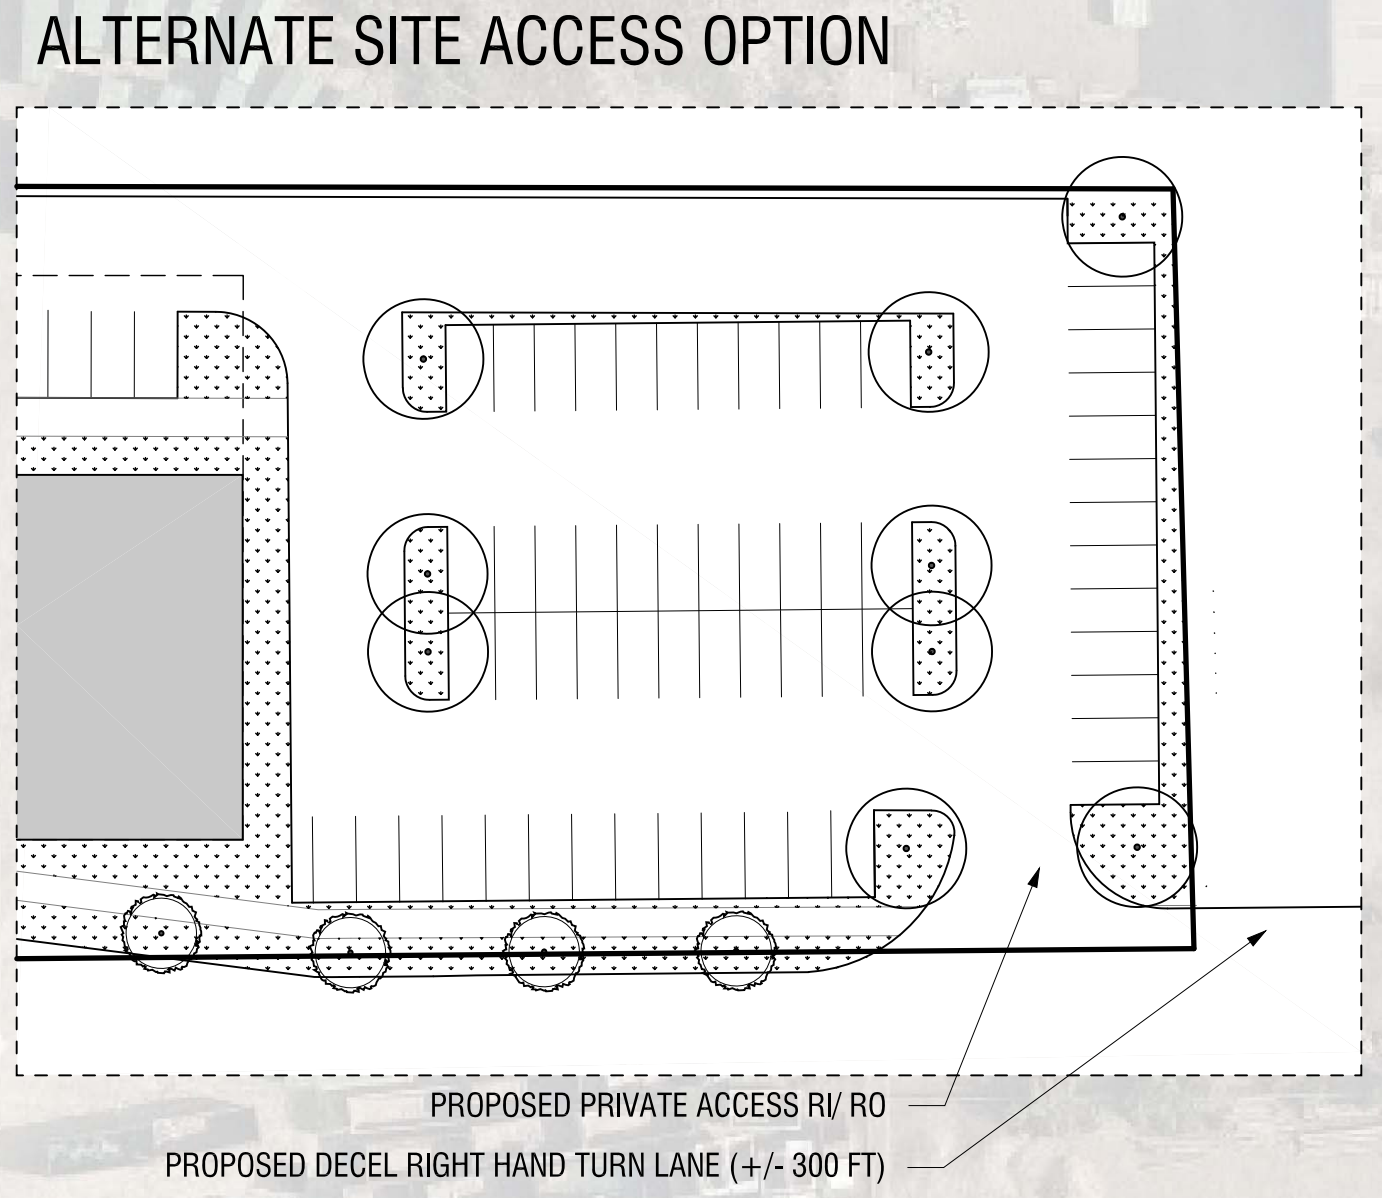 ALTERNATE SITE ACCESS OPTION
PROPOSED PRIVATE ACCESS RI/ RO
PROPOSED DECEL RIGHT HAND TURN LANE (+/- 300 FT)